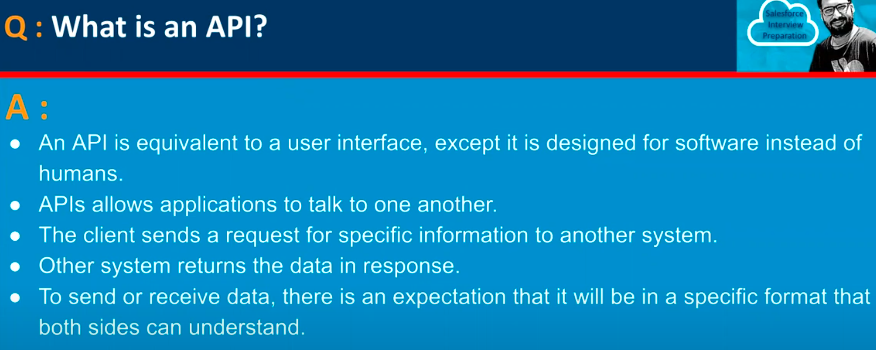 Q : What is an API?
Salesforce
Interview
Preparation
A :
● An API is equivalent to a user interface, except it is designed for software instead of
humans.
● APIs allows applications to talk to one another.
● The client sends a request for specific information to another system.
● Other system returns the data in response.
● To send or receive data, there is an expectation that it will be in a specific format that
both sides can understand.